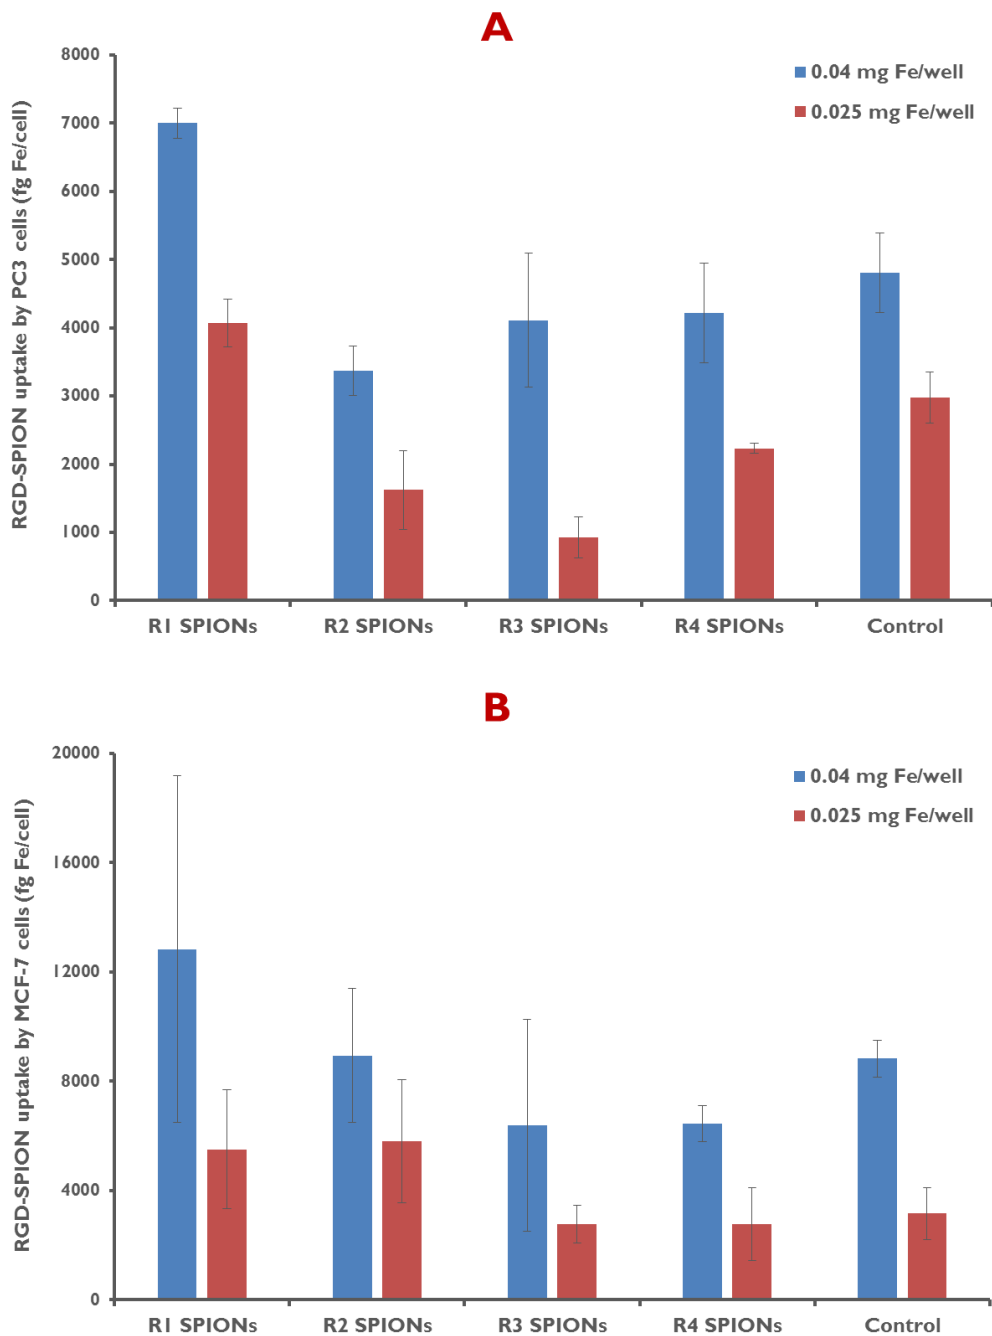 A
RGD-SPION uptake by PC3 cells (fg Fe/cell)
8000
7000
6000
5000
4000
3000
2000
1000
0
0.04 mg Fe/well
0.025 mg Fe/well
R1 SPIONs R2 SPIONs R3 SPIONs R4 SPIONs Control
B
RGD-SPION uptake by MCF-7 cells (fg Fe/cell)
20000
16000
12000
8000
4000
0
0.04 mg Fe/well
0.025 mg Fe/well
R1 SPIONs R2 SPIONs R3 SPIONs R4 SPIONs Control